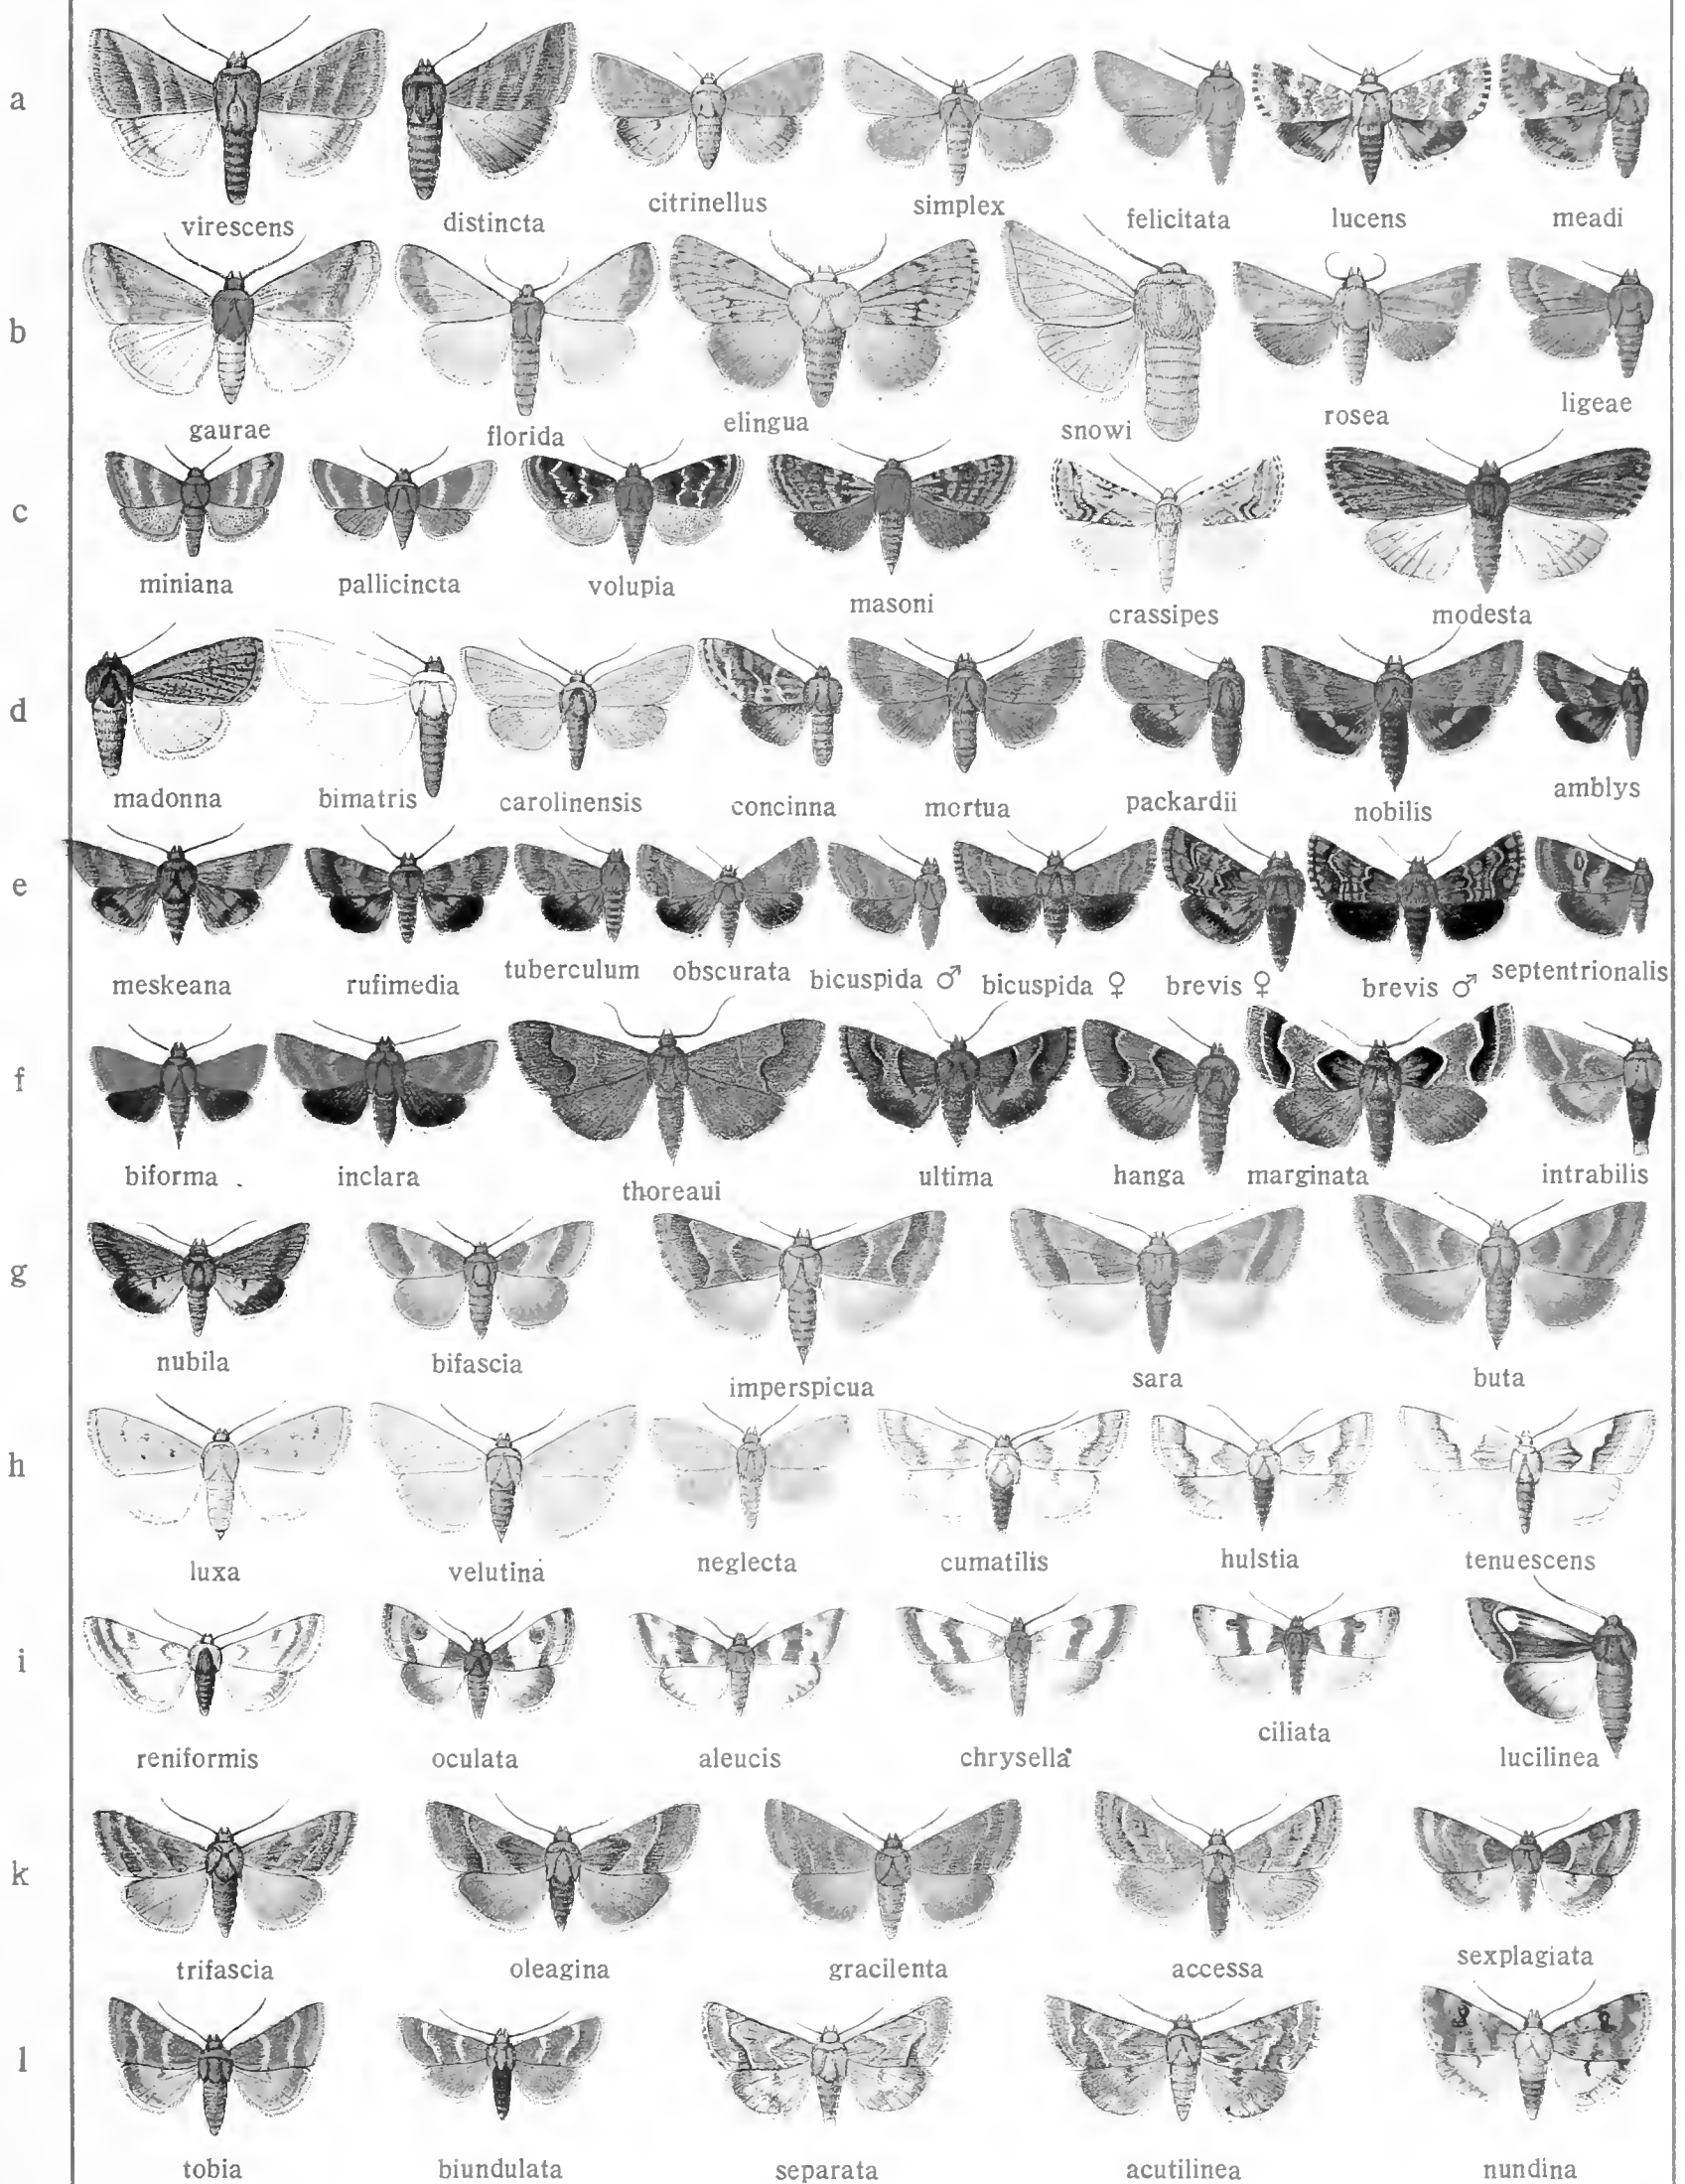 a
virescens distincta citrinellus simplex felicitata lucens meadi
b
gaurae florida elingua snowi rosea ligeae
c
miniana pallicincta volupia masoni crassipes modesta
d
madonna bimatris carolinensis concinna mortua packardii nobilis amblys
e
meskeana rufimedia tuberculum obscurata bicuspida ♂ bicuspida ♀ brevis ♀ brevis ♂ septentrionalis
f
biforma inclara thoreaui ultima hanga marginata intrabilis
g
nubila bifascia imperspicua sara buta
h
luxa velutina neglecta cumatilis hulstia tenuescens
i
reniformis oculata aleucis chrysella ciliata lucilinea
k
trifascia oleagina gracilenta accessa sexplagiata
l
tobia biundulata separata acutilinea nundina